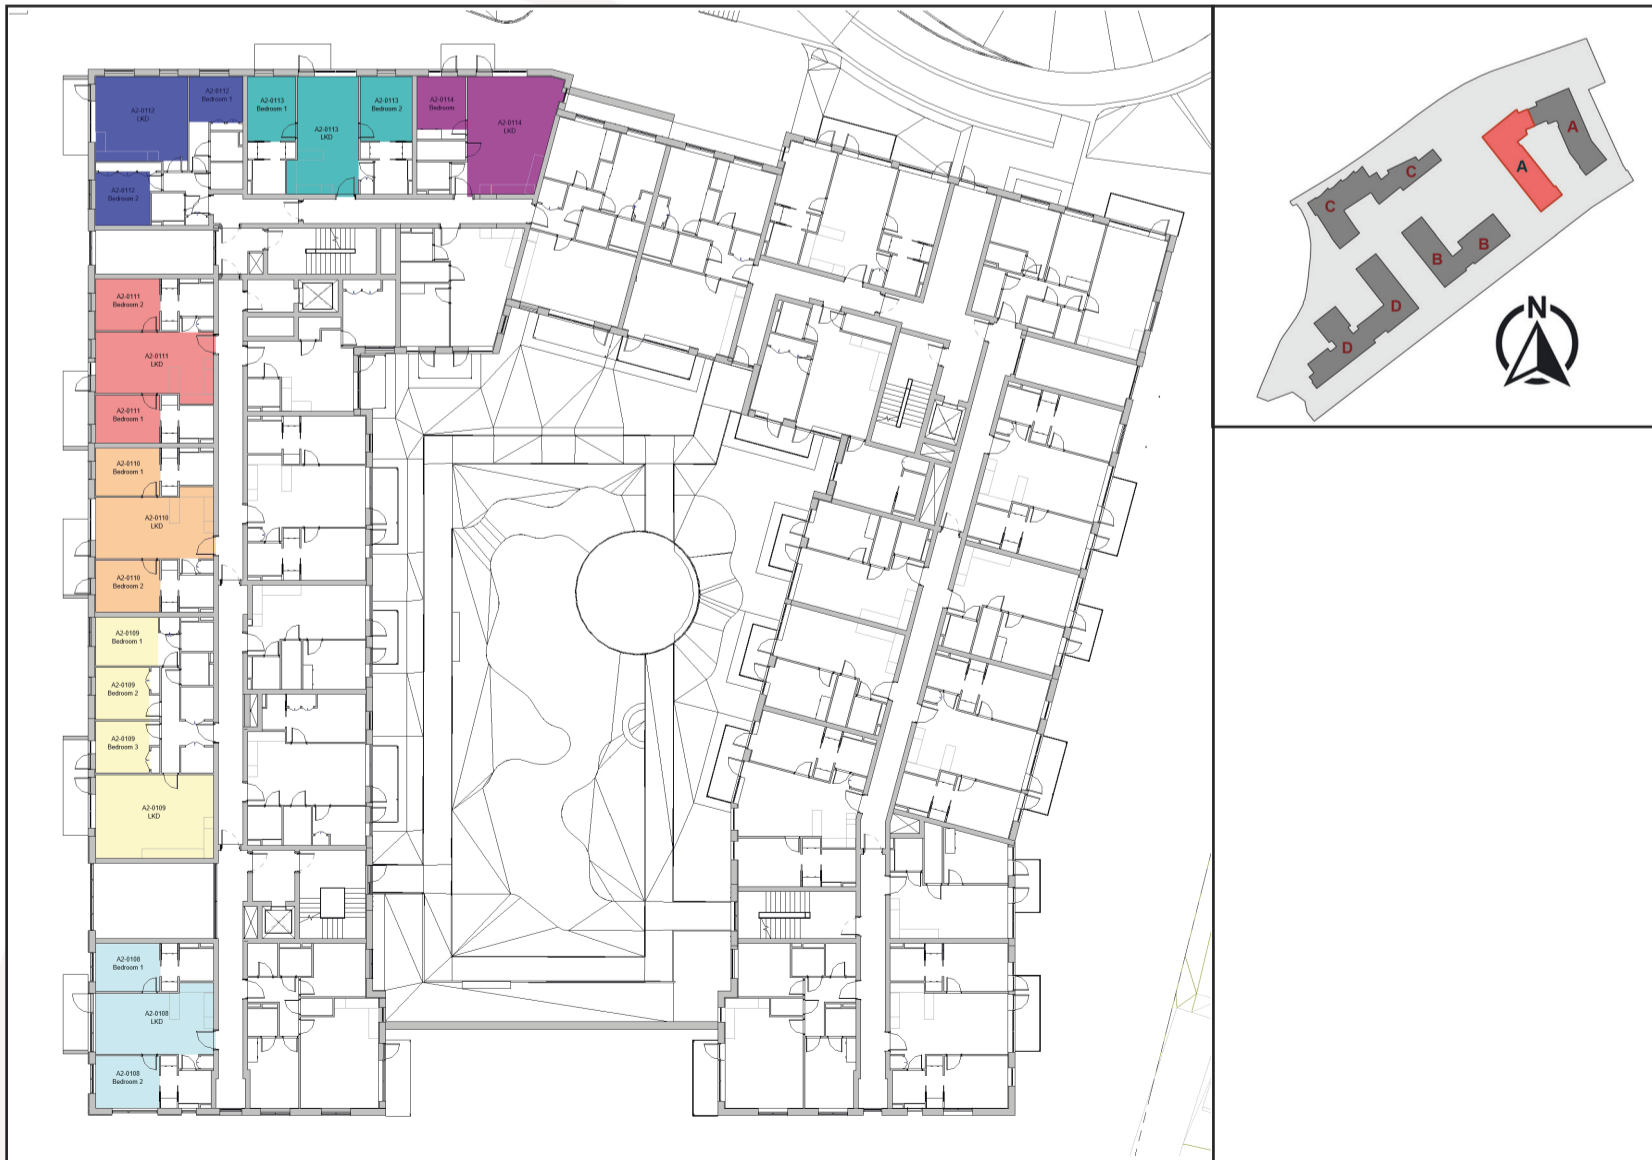 A2-0112
LKD
A2-0112
Bedroom 1
A2-0113
Bedroom 1
A2-0113
LKD
A2-0113
Bedroom 2
A2-0114
Bedroom
A2-0114
LKD
A2-0112
Bedroom 2
A2-0111
Bedroom 2
A2-0111
LKD
A2-0111
Bedroom 1
A2-0110
Bedroom 1
A2-0110
LKD
A2-0110
Bedroom 2
A2-0109
Bedroom 1
A2-0109
Bedroom 2
A2-0109
Bedroom 3
A2-0109
LKD
A2-0108
Bedroom 1
A2-0108
LKD
A2-0108
Bedroom 2
A
A
C
C
B
B
D
D
N